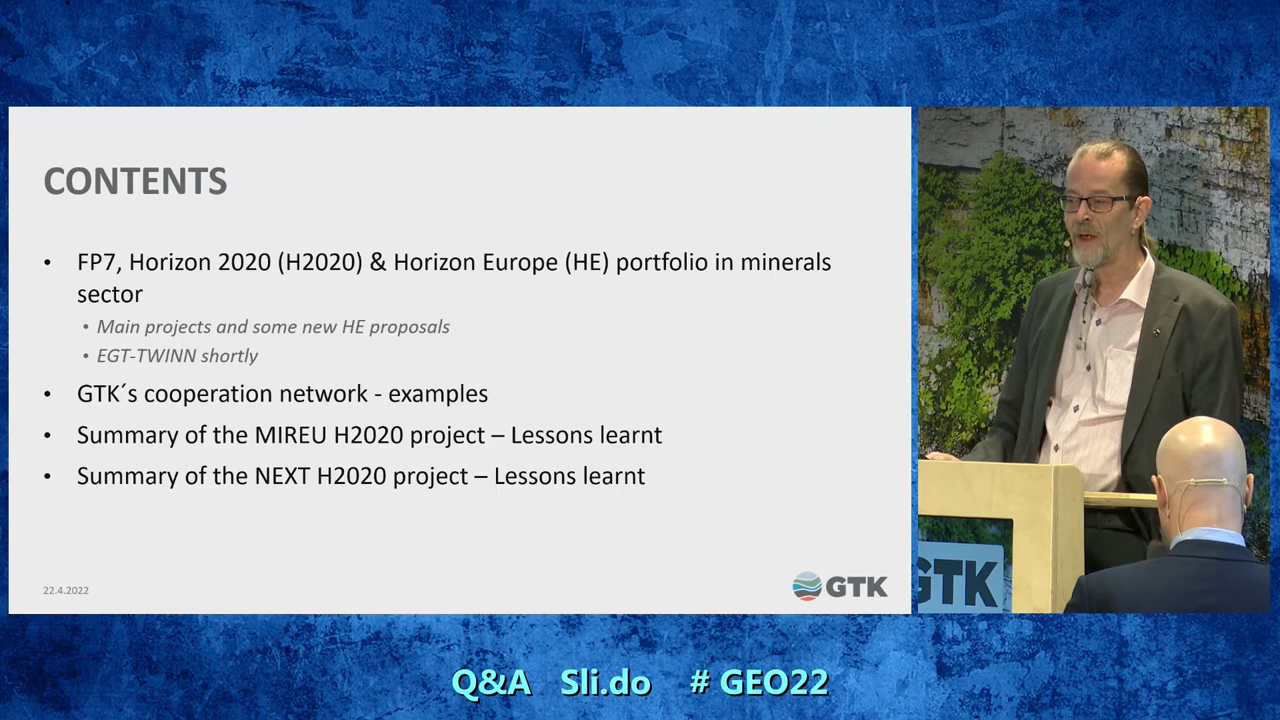 CONTENTS
• FP7, Horizon 2020 (H2020) & Horizon Europe (HE) portfolio in minerals
sector
• Main projects and some new HE proposals
• EGT-TWINN shortly
• GTK´s cooperation network - examples
• Summary of the MIREU H2020 project – Lessons learnt
• Summary of the NEXT H2020 project – Lessons learnt
22.4.2022
GTK
GTK
Q&A Sli.do # GEO22